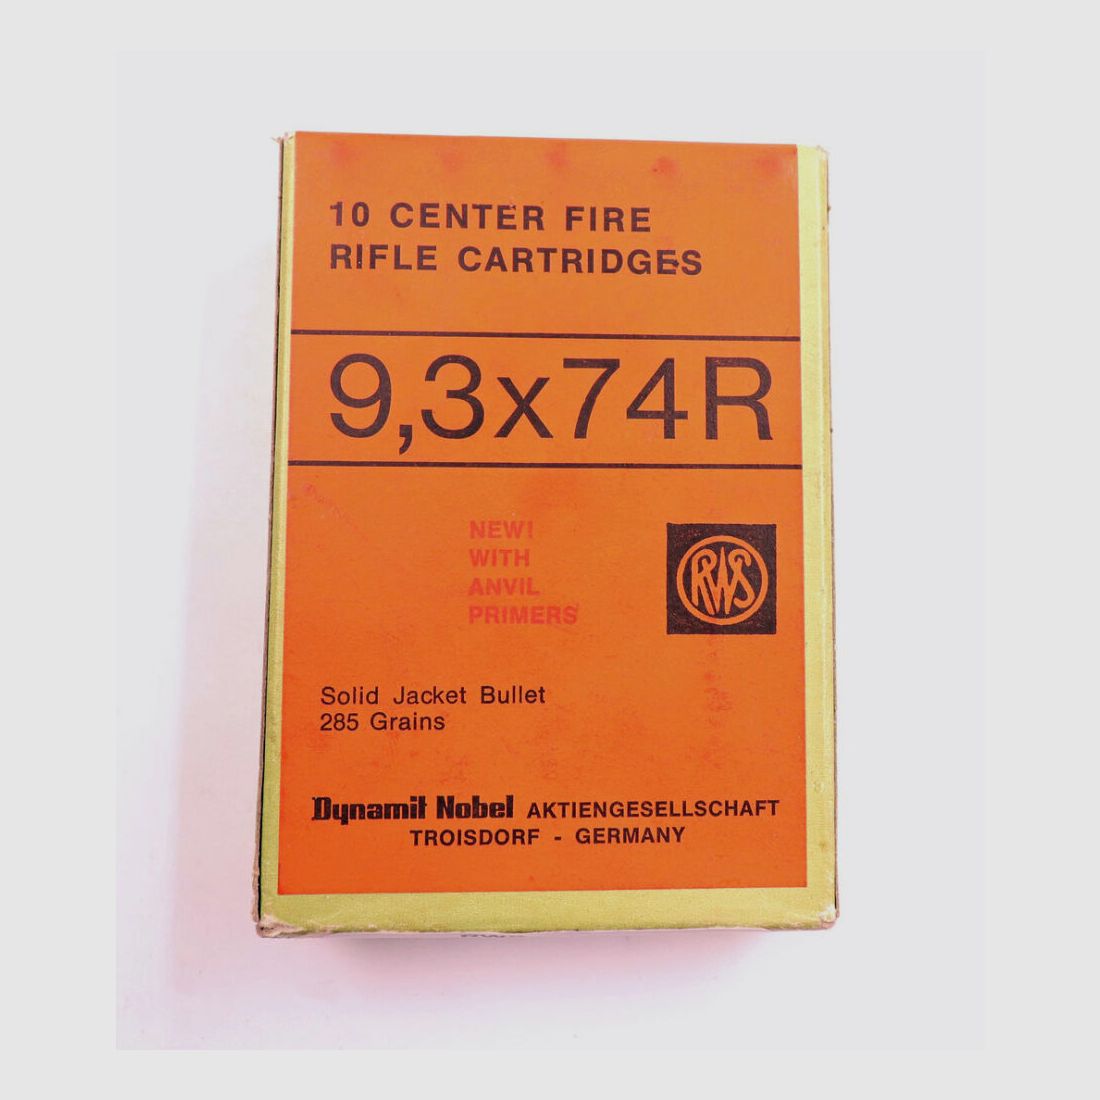 10 CENTER FIRE
RIFLE CARTRIDGES
9,3x74R
NEW!
WITH
ANVIL
PRIMERS
RWS
Solid Jacket Bullet
285 Grains
Dynamit Nobel AKTIENGESELLSCHAFT
TROISDORF - GERMANY